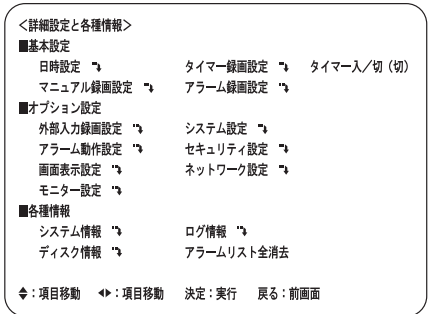 <詳細設定と各種情報>
■基本設定
日時設定 ⬎ タイマー録画設定 ⬎ タイマー入/切 (切)
マニュアル録画設定 ⬎ アラーム録画設定 ⬎
■オプション設定
外部入力録画設定 ⬎ システム設定 ⬎
アラーム動作設定 ⬎ セキュリティ設定 ⬎
画面表示設定 ⬎ ネットワーク設定 ⬎
モニター設定 ⬎
■各種情報
システム情報 ⬎ ログ情報 ⬎
ディスク情報 ⬎ アラームリスト全消去
♦:項目移動 ◂▸:項目移動 決定:実行 戻る:前画面